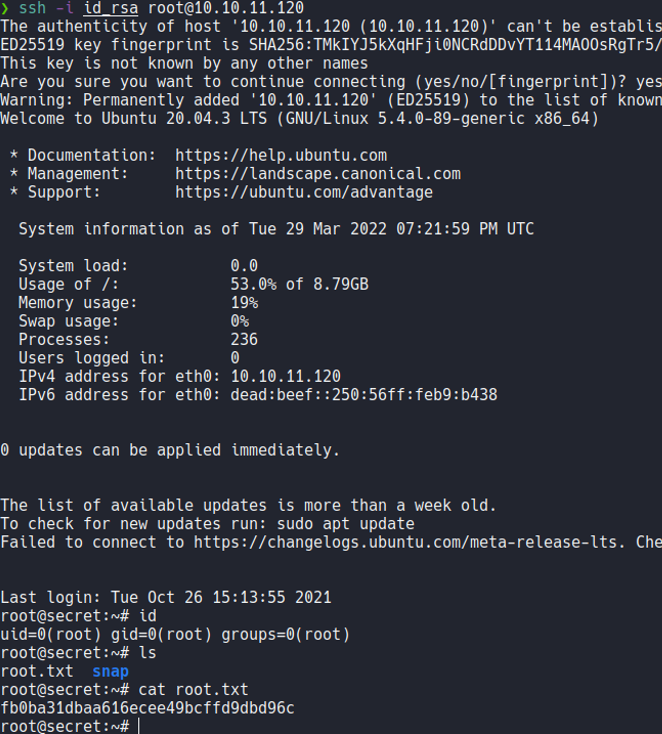 ❯ ssh -i id_rsa root@10.10.11.120
The authenticity of host '10.10.11.120 (10.10.11.120)' can't be establis
ED25519 key fingerprint is SHA256:TMkIYJ5kXqHFji0NCRdDDvYT114MAOOsRgTr5/
This key is not known by any other names
Are you sure you want to continue connecting (yes/no/[fingerprint])? yes
Warning: Permanently added '10.10.11.120' (ED25519) to the list of known
Welcome to Ubuntu 20.04.3 LTS (GNU/Linux 5.4.0-89-generic x86_64)
* Documentation: https://help.ubuntu.com
* Management: https://landscape.canonical.com
* Support: https://ubuntu.com/advantage
System information as of Tue 29 Mar 2022 07:21:59 PM UTC
System load: 0.0
Usage of /: 53.0% of 8.79GB
Memory usage: 19%
Swap usage: 0%
Processes: 236
Users logged in: 0
IPv4 address for eth0: 10.10.11.120
IPv6 address for eth0: dead:beef::250:56ff:feb9:b438
0 updates can be applied immediately.
The list of available updates is more than a week old.
To check for new updates run: sudo apt update
Failed to connect to https://changelogs.ubuntu.com/meta-release-lts. Che
Last login: Tue Oct 26 15:13:55 2021
root@secret:~# id
uid=0(root) gid=0(root) groups=0(root)
root@secret:~# ls
root.txt snap
root@secret:~# cat root.txt
fb0ba31dbaa616ecee49bcffd9dbd96c
root@secret:~#